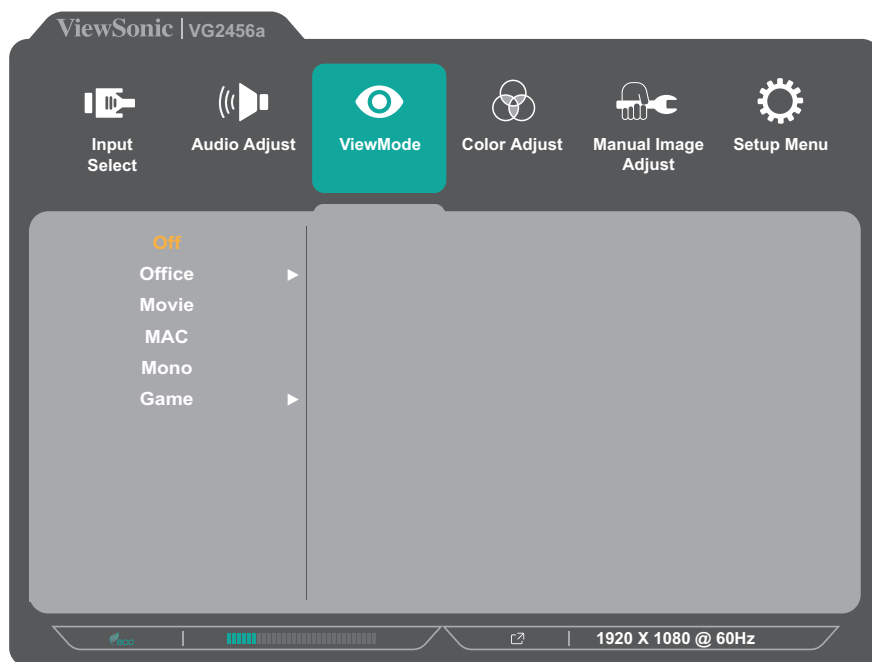 ViewSonic | VG2456a
Input Select
Audio Adjust
ViewMode
Color Adjust
Manual Image Adjust
Setup Menu
Off
Office
Movie
MAC
Mono
Game
eco
1920 X 1080 @ 60Hz